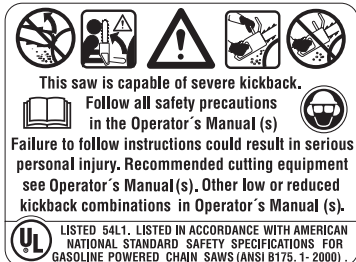 This saw is capable of severe kickback.
Follow all safety precautions
in the Operator´s Manual (s)
Failure to follow instructions could result in serious
personal injury. Recommended cutting equipment
see Operator´s Manual(s). Other low or reduced
kickback combinations in Operator´s Manual (s).
UL
LISTED 54L1. LISTED IN ACCORDANCE WITH AMERICAN
NATIONAL STANDARD SAFETY SPECIFICATIONS FOR
GASOLINE POWERED CHAIN SAWS (ANSI B175. 1- 2000) .